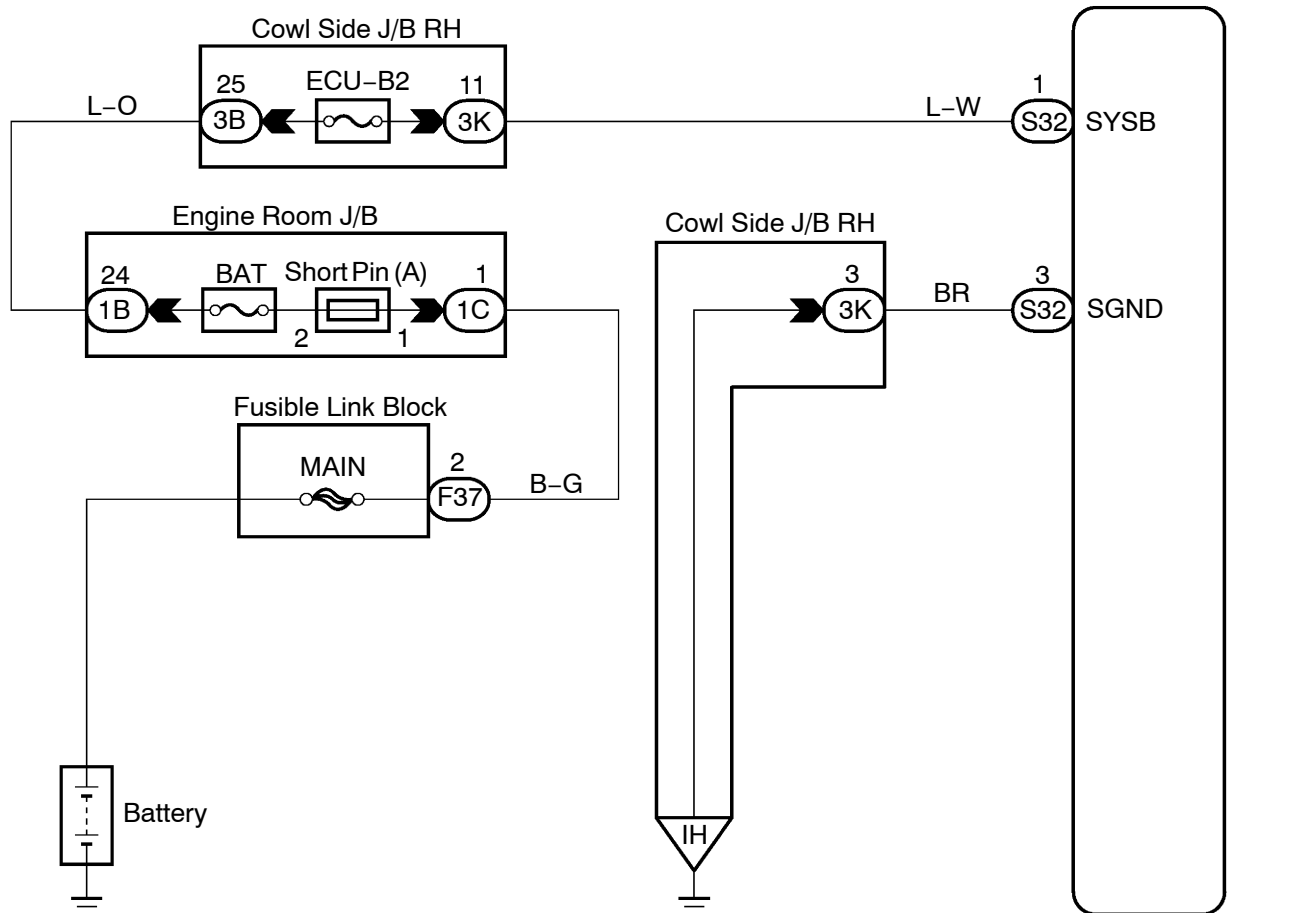 Cowl Side J/B RH
25 ECU–B2 11
L–O 3B 3K L–W 1 S32 SYSB
Engine Room J/B
Cowl Side J/B RH
24 BAT Short Pin (A) 1
1B 2 1 1C
3 3K BR 3 S32 SGND
Fusible Link Block
MAIN 2
F37 B–G
Battery
IH